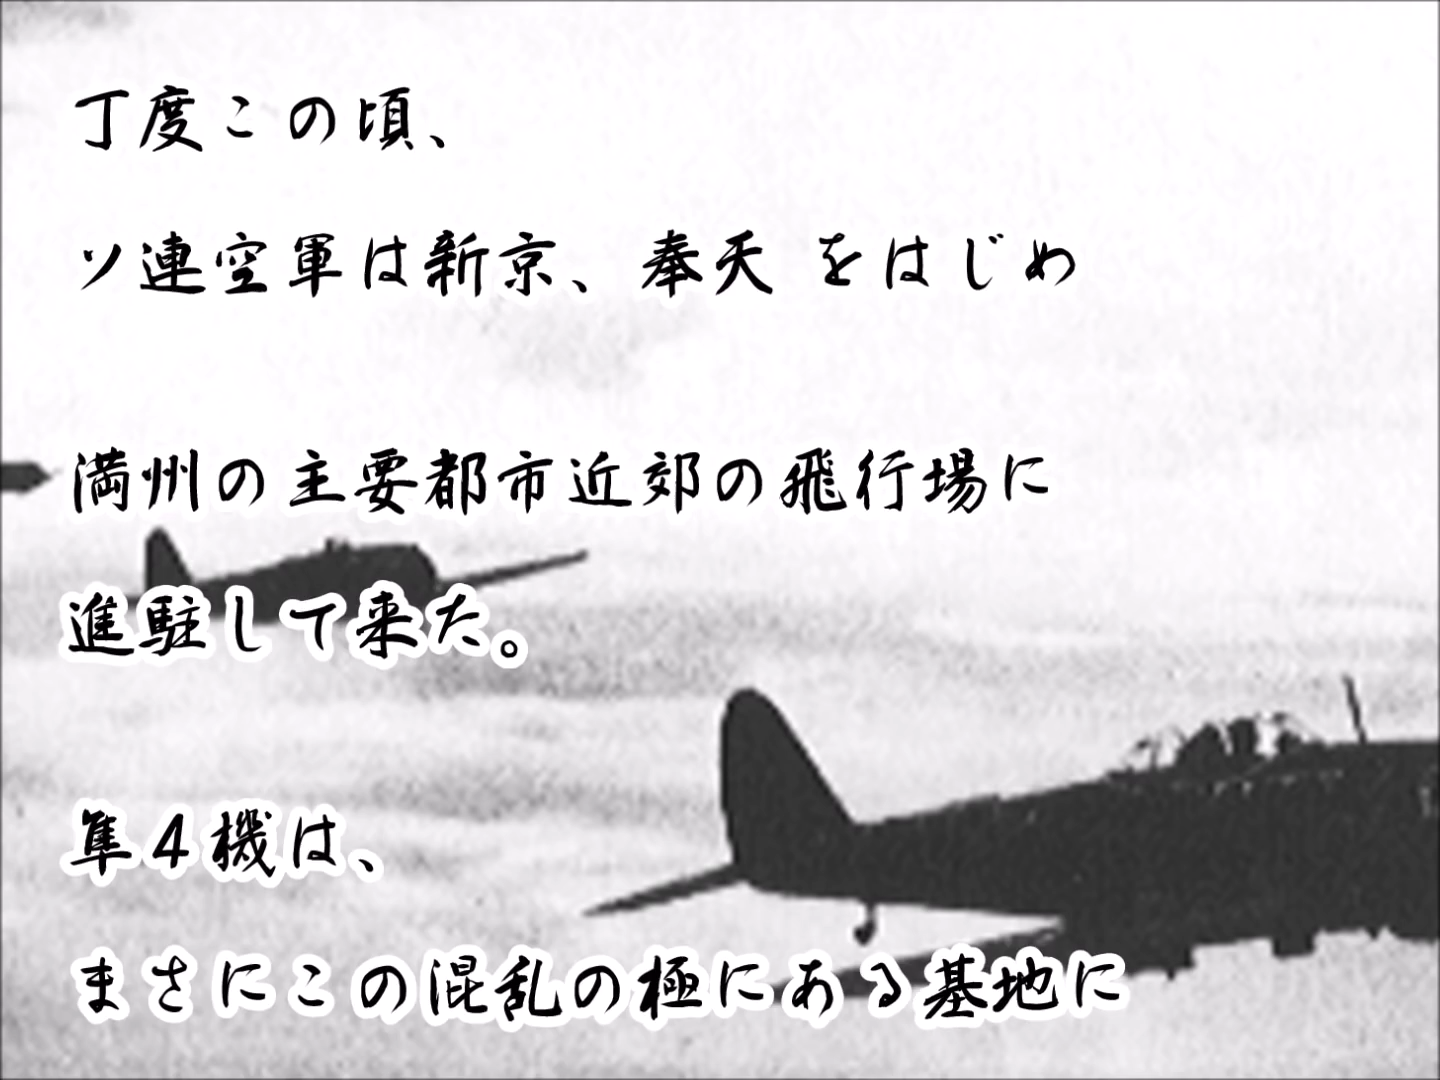 丁度この頃、
ソ連空軍は新京、奉天 をはじめ
満州の主要都市近郊の飛行場に
進駐して来た。
隼４機は、
まさにこの混乱の極にある基地に